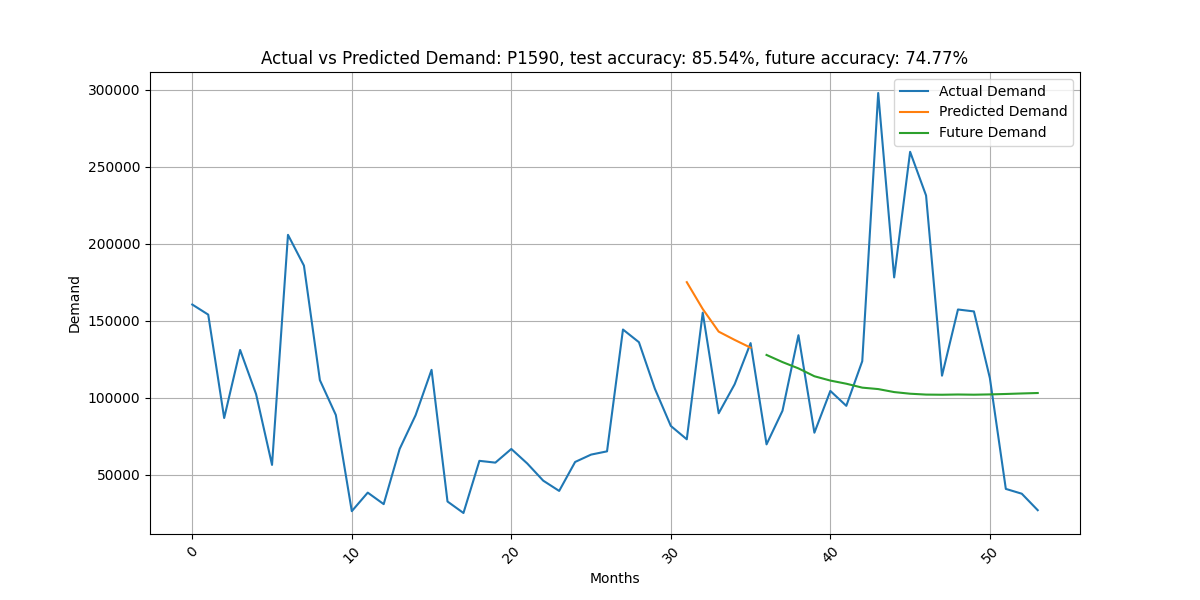 Actual vs Predicted Demand: P1590, test accuracy: 85.54%, future accuracy: 74.77%
Actual Demand
Predicted Demand
Future Demand
300000
250000
200000
150000
100000
50000
Demand
0
10
20
30
40
50
Months